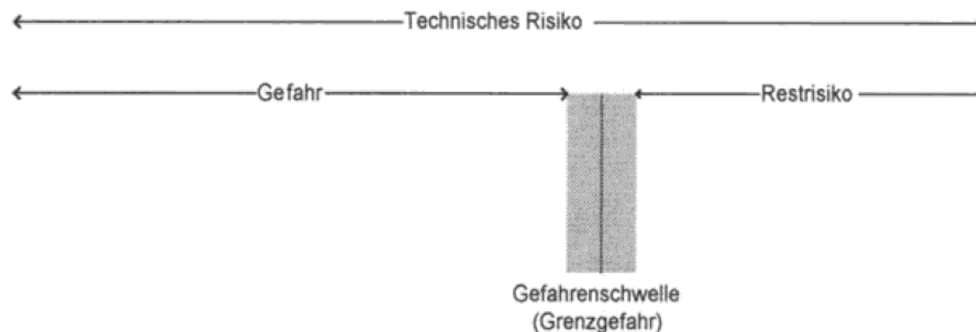 Technisches Risiko
Gefahr
Restrisiko
Gefahrenschwelle
(Grenzgefahr)